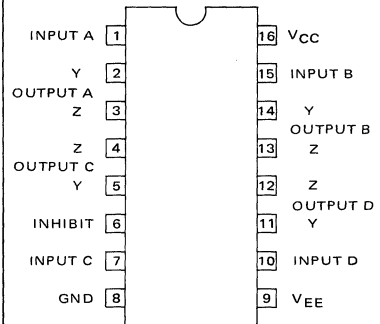 INPUT A 1 16 VCC
Y 2 15 INPUT B
OUTPUT A
Z 3 14 Y
OUTPUT B
Z 4 13 Z
OUTPUT C
Y 5 12 Z
OUTPUT D
INHIBIT 6 11 Y
INPUT C 7 10 INPUT D
GND 8 9 VEE